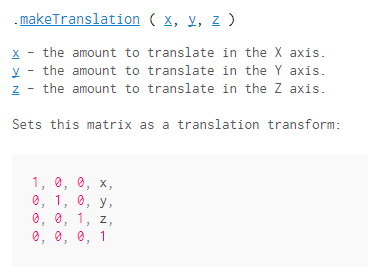 .makeTranslation ( x, y, z )
x - the amount to translate in the X axis.
y - the amount to translate in the Y axis.
z - the amount to translate in the Z axis.
Sets this matrix as a translation transform:
1, 0, 0, x,
0, 1, 0, y,
0, 0, 1, z,
0, 0, 0, 1